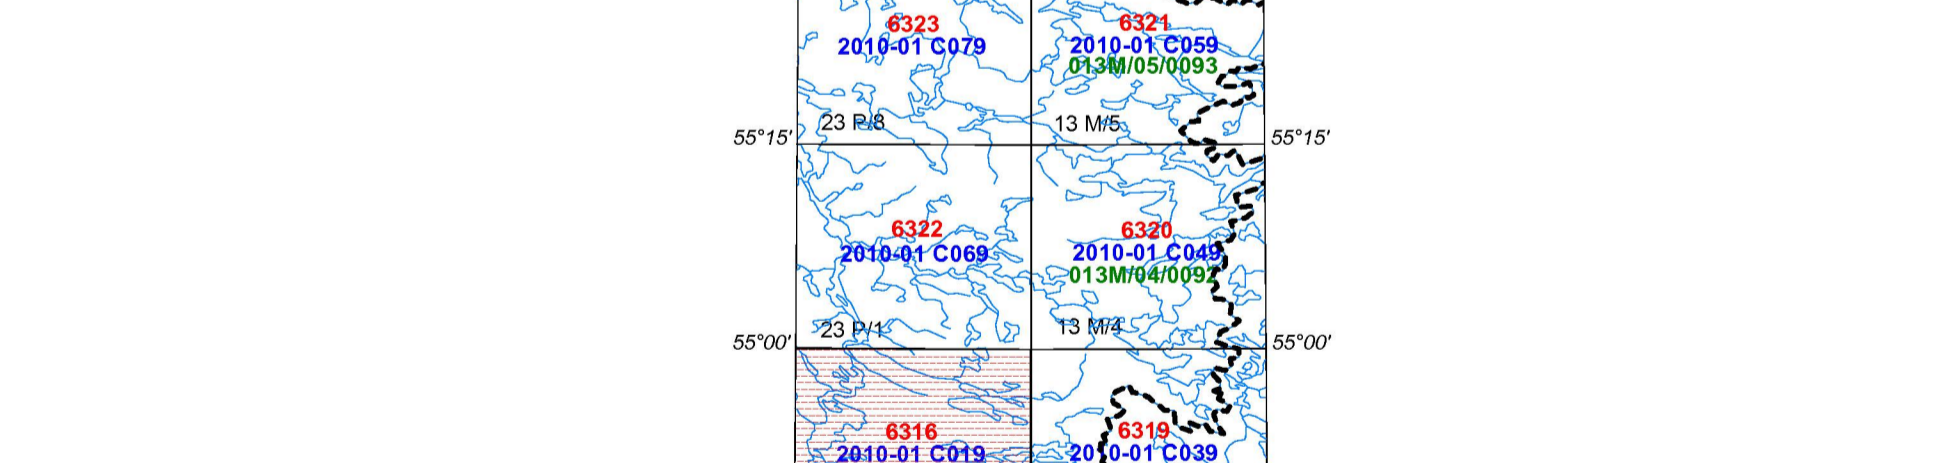 6323
2010-01 C079
6321
2010-01 C059
013M/05/0093
23 P/8
13 M/5
55°15'
55°15'
6322
2010-01 C069
6320
2010-01 C049
013M/04/0092
23 P/1
13 M/4
55°00'
55°00'
6316
2010-01 C019
6319
2010-01 C039